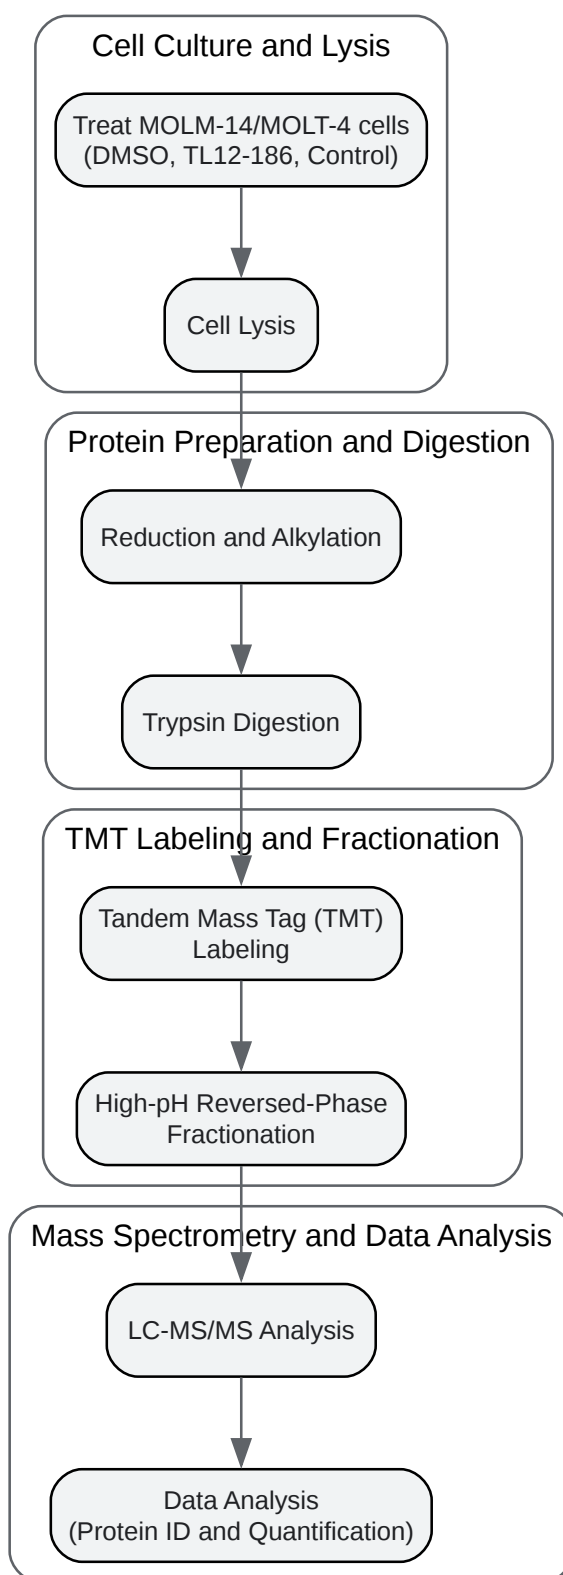 Cell Culture and Lysis
Treat MOLM-14/MOLT-4 cells
(DMSO, TL12-186, Control)
Cell Lysis
Protein Preparation and Digestion
Reduction and Alkylation
Trypsin Digestion
TMT Labeling and Fractionation
Tandem Mass Tag (TMT)
Labeling
High-pH Reversed-Phase
Fractionation
Mass Spectrometry and Data Analysis
LC-MS/MS Analysis
Data Analysis
(Protein ID and Quantification)